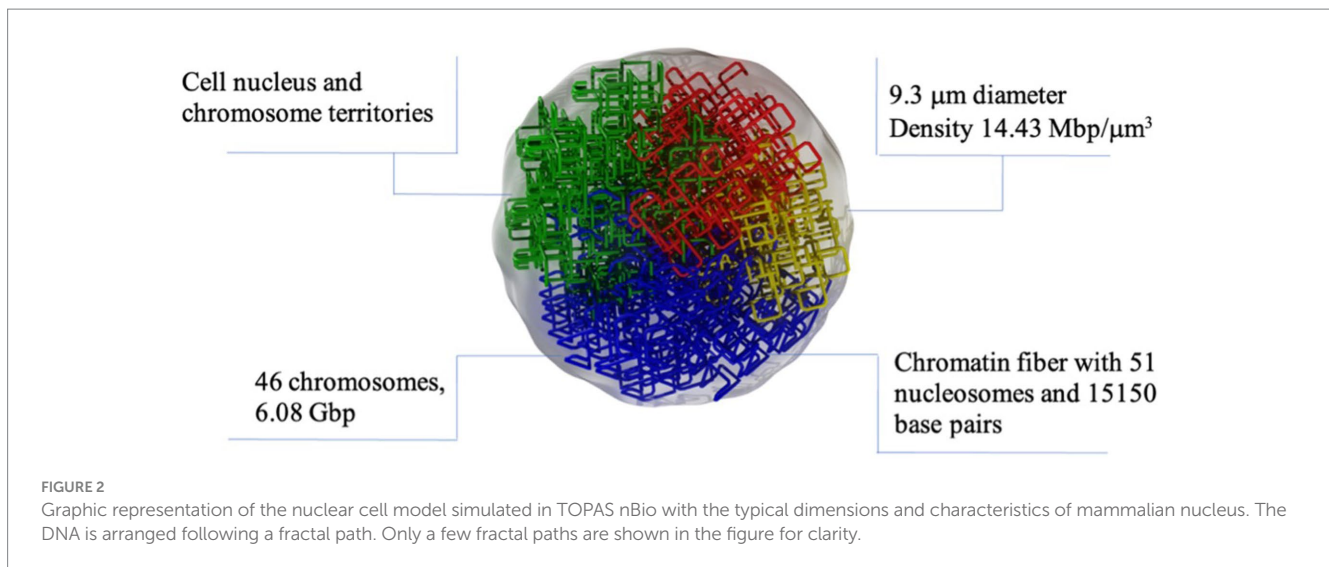 Cell nucleus and
chromosome territories
9.3 μm diameter
Density 14.43 Mbp/μm³
46 chromosomes,
6.08 Gbp
Chromatin fiber with 51
nucleosomes and 15150
base pairs
FIGURE 2
Graphic representation of the nuclear cell model simulated in TOPAS nBio with the typical dimensions and characteristics of mammalian nucleus. The
DNA is arranged following a fractal path. Only a few fractal paths are shown in the figure for clarity.